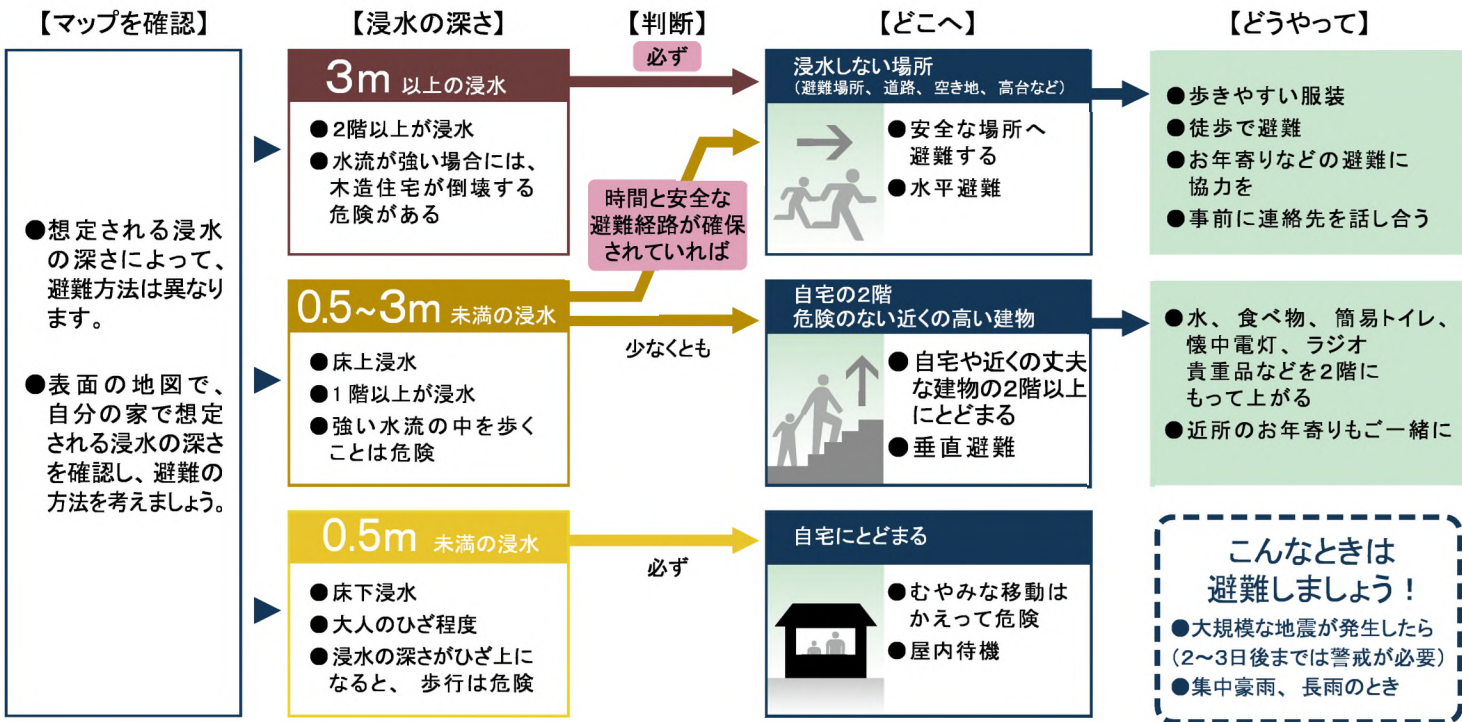 【マップを確認】
【浸水の深さ】
【判断】
【どこへ】
【どうやって】
●想定される浸水
の深さによって、
避難方法は異なり
ます。
●表面の地図で、
自分の家で想定
される浸水の深さ
を確認し、避難の
方法を考えましょう。
3m 以上の浸水
●2階以上が浸水
●水流が強い場合には、
木造住宅が倒壊する
危険がある
必ず
浸水しない場所
(避難場所、道路、空き地、高台など)
●安全な場所へ
避難する
●水平避難
●歩きやすい服装
●徒歩で避難
●お年寄りなどの避難に
協力を
●事前に連絡先を話し合う
時間と安全な
避難経路が確保
されていれば
0.5~3m 未満の浸水
●床上浸水
●1階以上が浸水
●強い水流の中を歩く
ことは危険
少なくとも
自宅の2階
危険のない近くの高い建物
●自宅や近くの丈夫
な建物の2階以上
にとどまる
●垂直避難
●水、食べ物、簡易トイレ、
懐中電灯、ラジオ
貴重品などを2階に
もって上がる
●近所のお年寄りもご一緒に
0.5m 未満の浸水
●床下浸水
●大人のひざ程度
●浸水の深さがひざ上に
なると、歩行は危険
必ず
自宅にとどまる
●むやみな移動は
かえって危険
●屋内待機
こんなときは
避難しましょう!
●大規模な地震が発生したら
(2~3日後までは警戒が必要)
●集中豪雨、長雨のとき